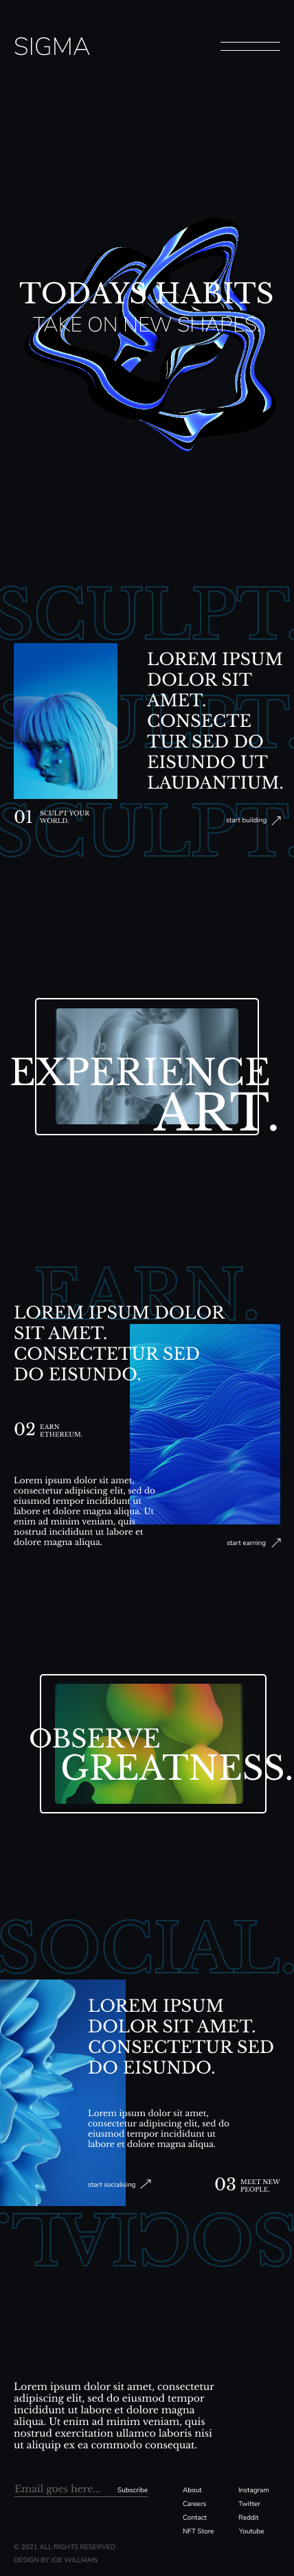 SIGMA
TODAYS HABITS
TAKE ON NEW SHAPES.
SCULPT.
LOREM IPSUM
DOLOR SIT
AMET.
SCULPT.
CONSECTE
TUR SED DO
EISUNDO UT
LAUDANTIUM.
SCULPT.
01 SCULPT YOUR
WORLD.
start building
EXPERIENCE
ART.
EARN.
LOREM IPSUM DOLOR
SIT AMET.
CONSECTETUR SED
DO EISUNDO.
02 EARN
ETHEREUM.
Lorem ipsum dolor sit amet,
consectetur adipiscing elit, sed do
eiusmod tempor incididunt ut
labore et dolore magna aliqua. Ut
enim ad minim veniam, quis
nostrud incididunt ut labore et
dolore magna aliqua.
start earning
OBSERVE
GREATNESS.
SOCIAL.
LOREM IPSUM
DOLOR SIT AMET.
CONSECTETUR SED
DO EISUNDO.
Lorem ipsum dolor sit amet,
consectetur adipiscing elit, sed do
eiusmod tempor incididunt ut
labore et dolore magna aliqua.
start socialising
03 MEET NEW
PEOPLE.
SOCIAL.
Lorem ipsum dolor sit amet, consectetur
adipiscing elit, sed do eiusmod tempor
incididunt ut labore et dolore magna
aliqua. Ut enim ad minim veniam, quis
nostrud exercitation ullamco laboris nisi
ut aliquip ex ea commodo consequat.
Email goes here... Subscribe
About
Careers
Contact
NFT Store
Instagram
Twitter
Reddit
Youtube
© 2021 ALL RIGHTS RESERVED
DESIGN BY JOE WILLIAMS